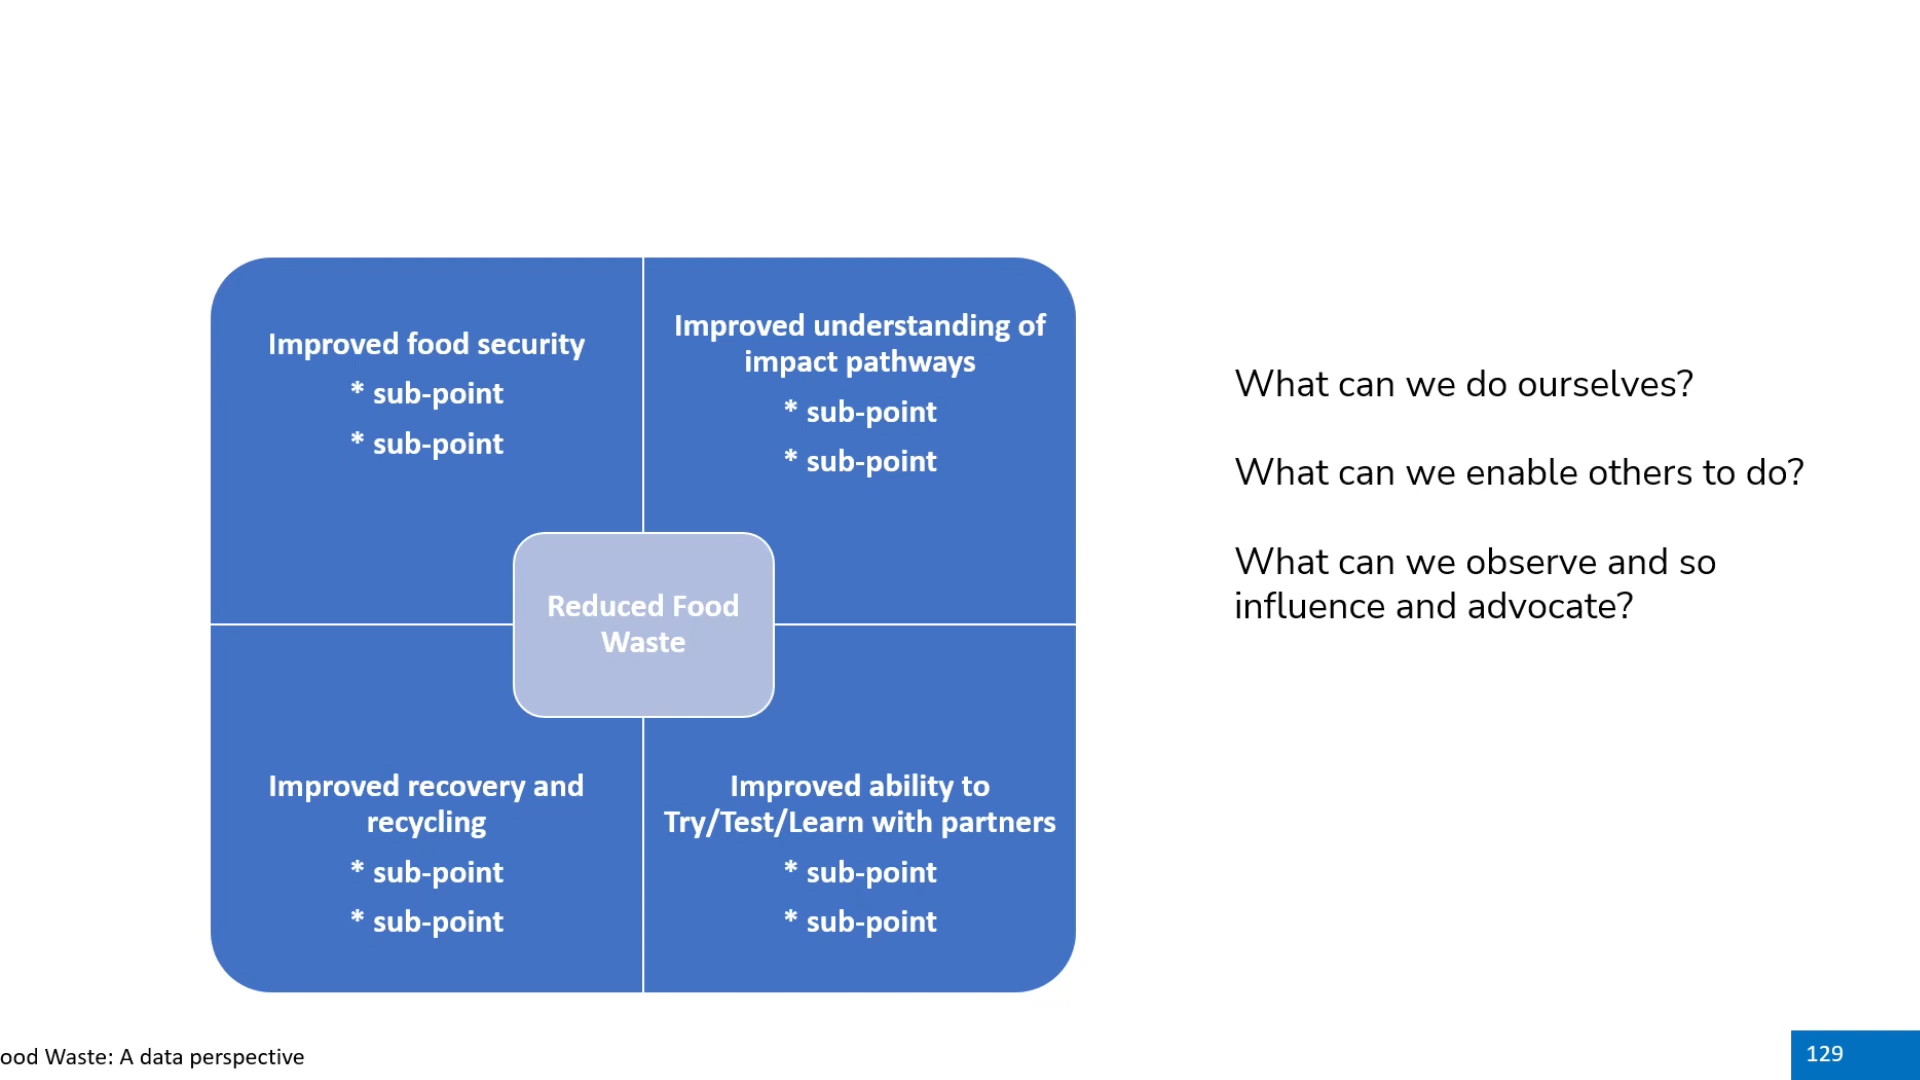 Improved food security
* sub-point
* sub-point
Improved understanding of
impact pathways
* sub-point
* sub-point
Reduced Food
Waste
Improved recovery and
recycling
* sub-point
* sub-point
Improved ability to
Try/Test/Learn with partners
* sub-point
* sub-point
What can we do ourselves?
What can we enable others to do?
What can we observe and so
influence and advocate?
ood Waste: A data perspective
129